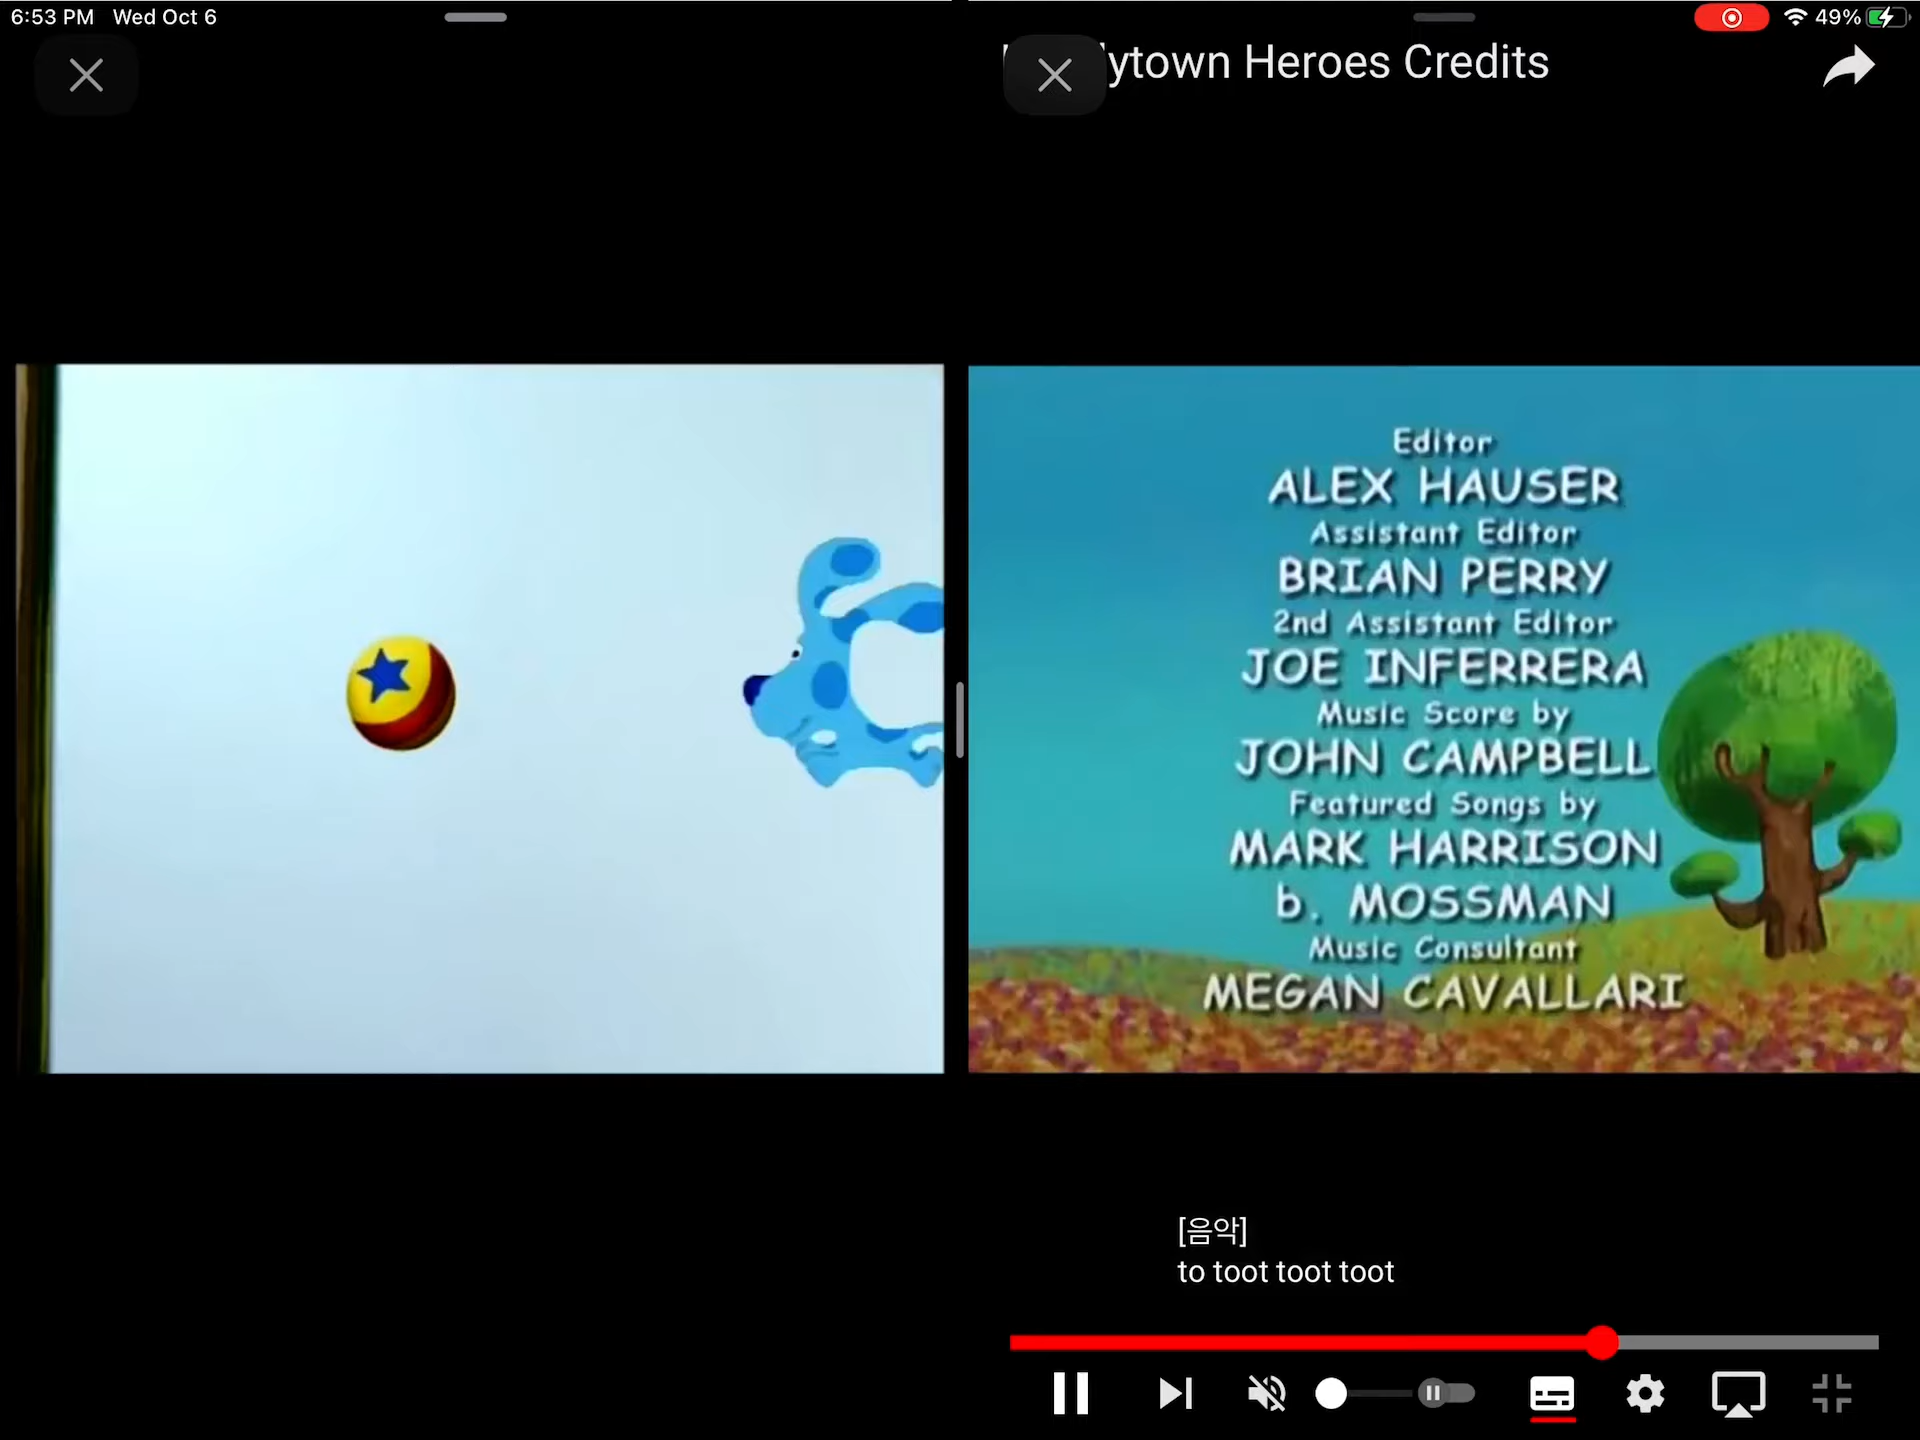 6:53 PM Wed Oct 6
49%
ytown Heroes Credits
Editor
ALEX HAUSER
Assistant Editor
BRIAN PERRY
2nd Assistant Editor
JOE INFERRERA
Music Score by
JOHN CAMPBELL
Featured Songs by
MARK HARRISON
b. MOSSMAN
Music Consultant
MEGAN CAVALLARI
[음악]
to toot toot toot